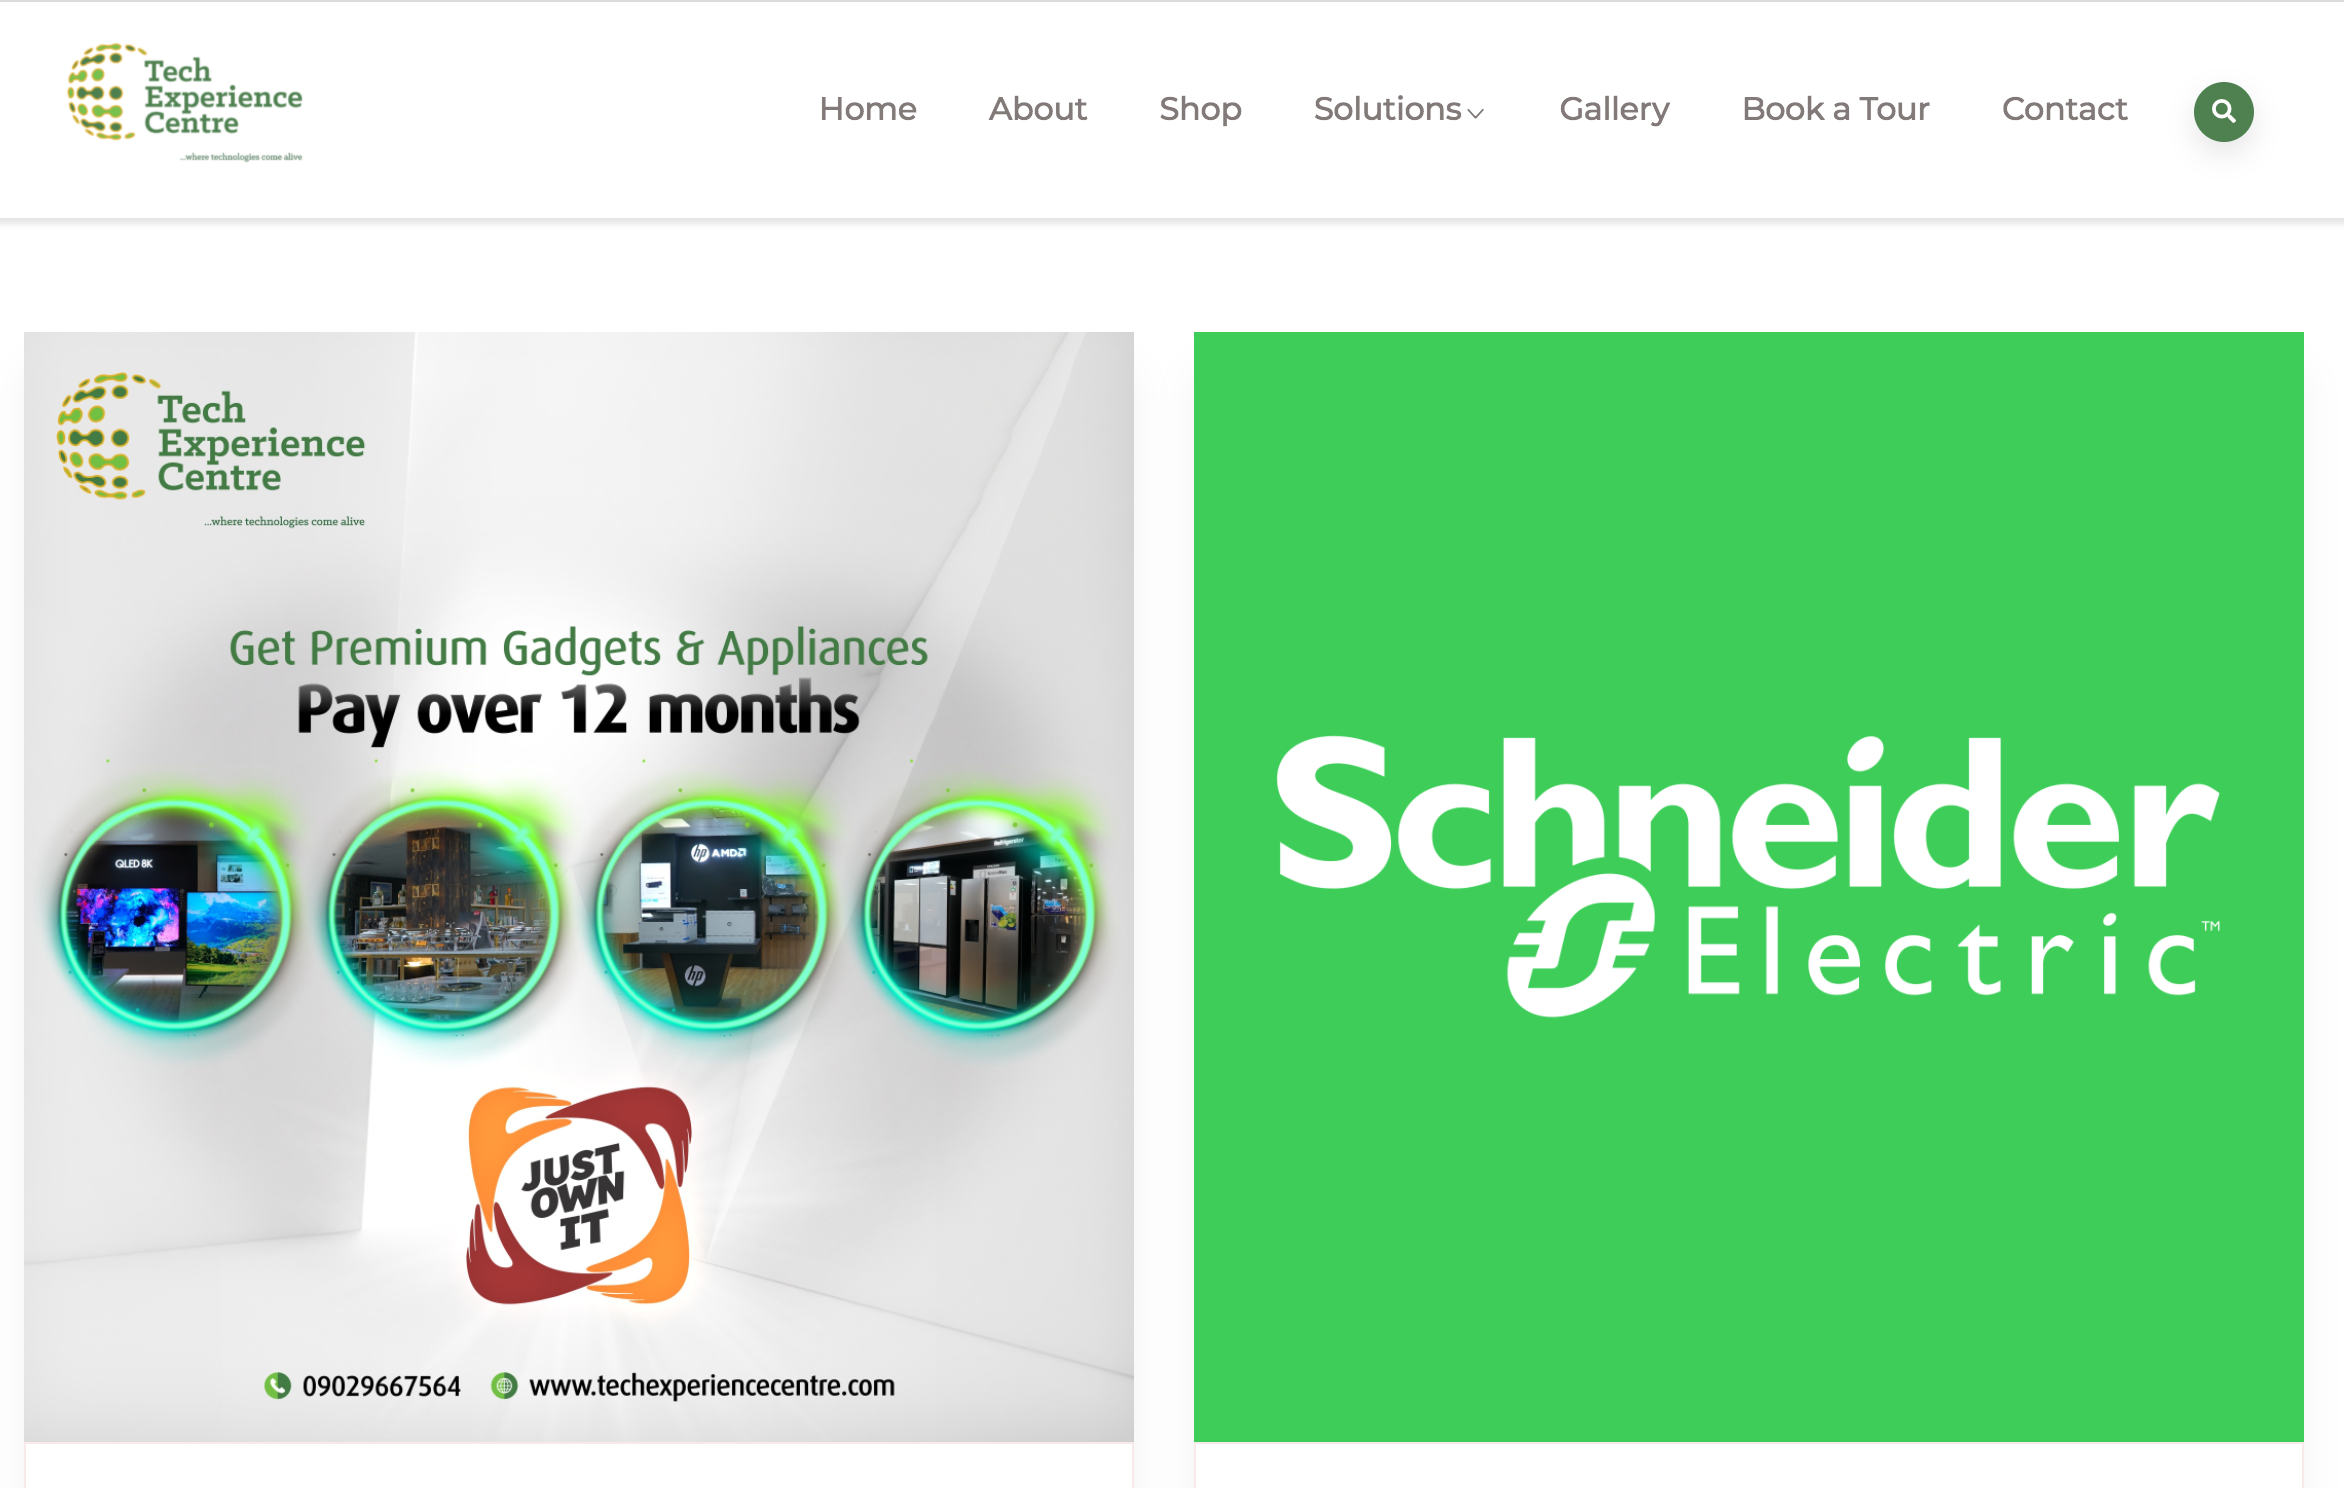 Tech
Experience
Centre
...where technologies come alive
Home About Shop Solutions Gallery Book a Tour Contact
Tech
Experience
Centre
...where technologies come alive
Get Premium Gadgets & Appliances
Pay over 12 months
QLED 8K
hp AMD
hp
Refrigerator
JUST
OWN
IT
09029667564 www.techexperiencecentre.com
Schneider
Electric™